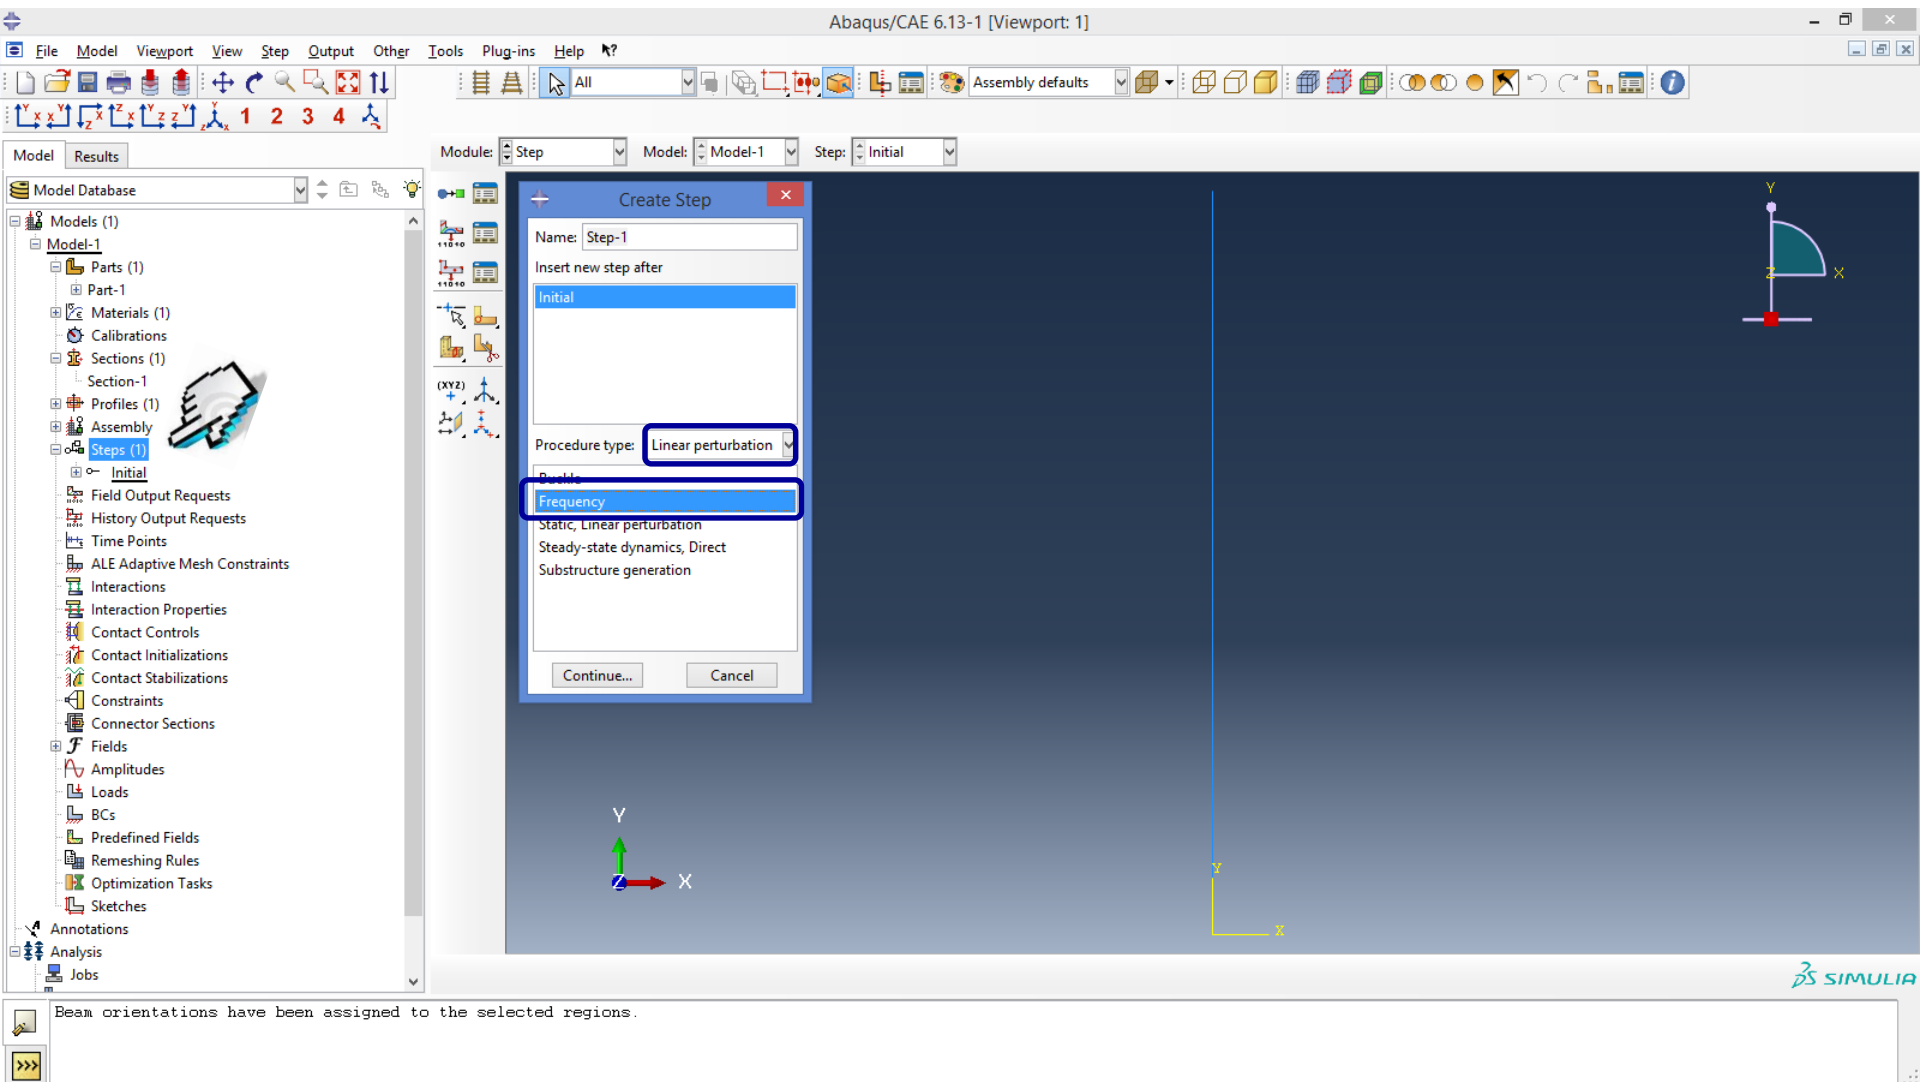 Abaqus/CAE 6.13-1 [Viewport: 1]
File Model Viewport View Step Output Other Tools Plug-ins Help
All
Assembly defaults
1 2 3 4
Model Results
Module: Step Model: Model-1 Step: Initial
Model Database
Models (1)
Model-1
Parts (1)
Part-1
Materials (1)
Calibrations
Sections (1)
Section-1
Profiles (1)
Assembly
Steps (1)
Initial
Field Output Requests
History Output Requests
Time Points
ALE Adaptive Mesh Constraints
Interactions
Interaction Properties
Contact Controls
Contact Initializations
Contact Stabilizations
Constraints
Connector Sections
Fields
Amplitudes
Loads
BCs
Predefined Fields
Remeshing Rules
Optimization Tasks
Sketches
Annotations
Analysis
Jobs
(XYZ)
Create Step
Name: Step-1
Insert new step after
Initial
Procedure type: Linear perturbation
Buckle
Frequency
Static, Linear perturbation
Steady-state dynamics, Direct
Substructure generation
Continue... Cancel
Y
Z X
Y
X
Y
Z X
SIMULIA
Beam orientations have been assigned to the selected regions.
>>>